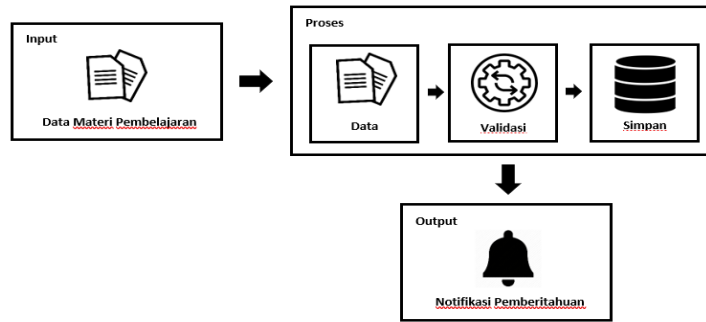 Input
Data Materi Pembelajaran
Proses
Data
Validasi
Simpan
Output
Notifikasi Pemberitahuan